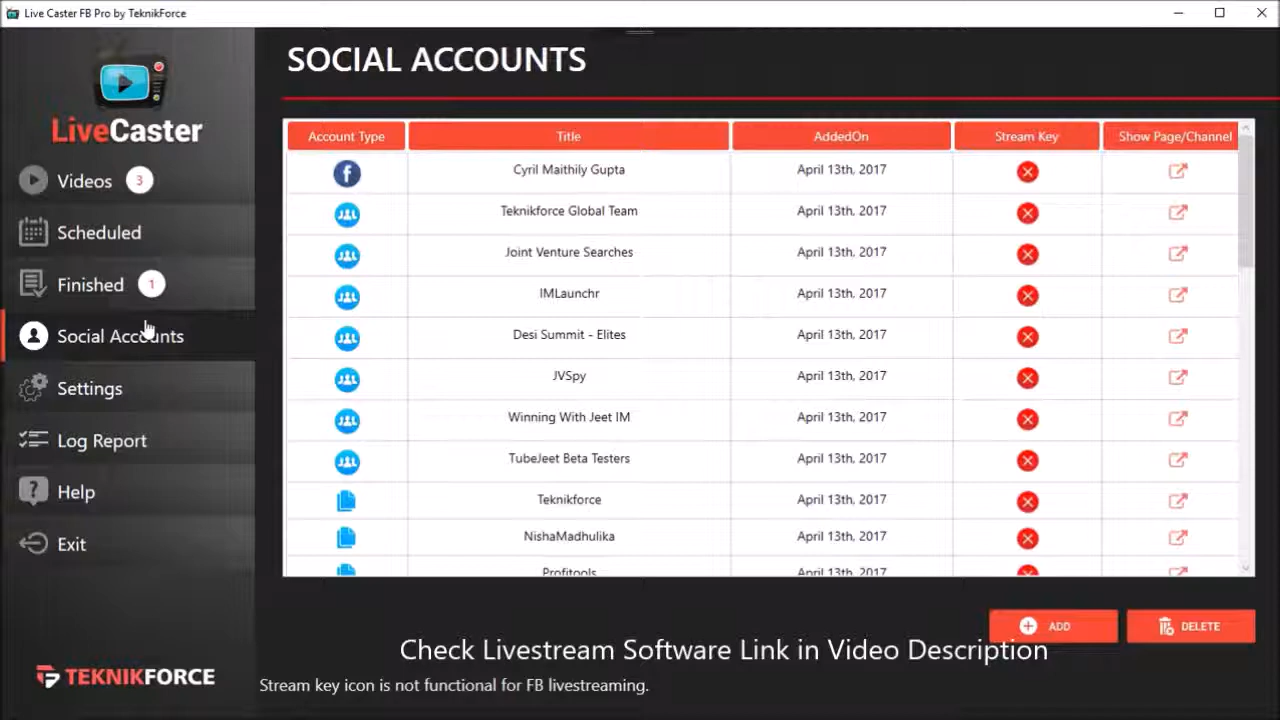 Live Caster FB Pro by TeknikForce
LiveCaster
Videos 3
Scheduled
Finished 1
Social Accounts
Settings
Log Report
Help
Exit
TEKNIKFORCE
SOCIAL ACCOUNTS
Account Type Title AddedOn Stream Key Show Page/Channel
Cyril Maithily Gupta April 13th, 2017
Teknikforce Global Team April 13th, 2017
Joint Venture Searches April 13th, 2017
IMLaunchr April 13th, 2017
Desi Summit - Elites April 13th, 2017
JVSpy April 13th, 2017
Winning With Jeet IM April 13th, 2017
TubeJeet Beta Testers April 13th, 2017
Teknikforce April 13th, 2017
NishaMadhulika April 13th, 2017
Profitools April 13th, 2017
ADD DELETE
Check Livestream Software Link in Video Description
Stream key icon is not functional for FB livestreaming.